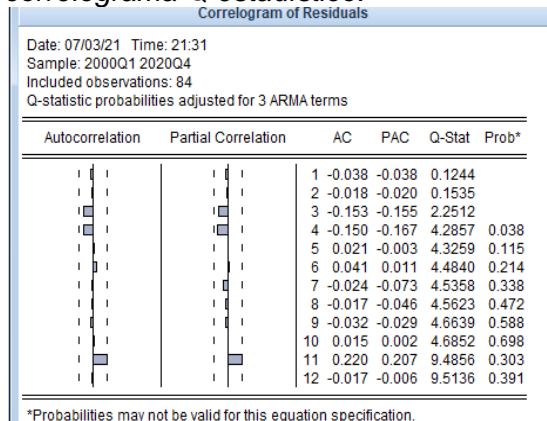 correlograma Q estadístico.
Correlogram of Residuals
Date: 07/03/21 Time: 21:31
Sample: 2000Q1 2020Q4
Included observations: 84
Q-statistic probabilities adjusted for 3 ARMA terms
Autocorrelation Partial Correlation AC PAC Q-Stat Prob*
1 -0.038 -0.038 0.1244
2 -0.018 -0.020 0.1535
3 -0.153 -0.155 2.2512
4 -0.150 -0.167 4.2857 0.038
5 0.021 -0.003 4.3259 0.115
6 0.041 0.011 4.4840 0.214
7 -0.024 -0.073 4.5358 0.338
8 -0.017 -0.046 4.5623 0.472
9 -0.032 -0.029 4.6639 0.588
10 0.015 0.002 4.6852 0.698
11 0.220 0.207 9.4856 0.303
12 -0.017 -0.006 9.5136 0.391
*Probabilities may not be valid for this equation specification.